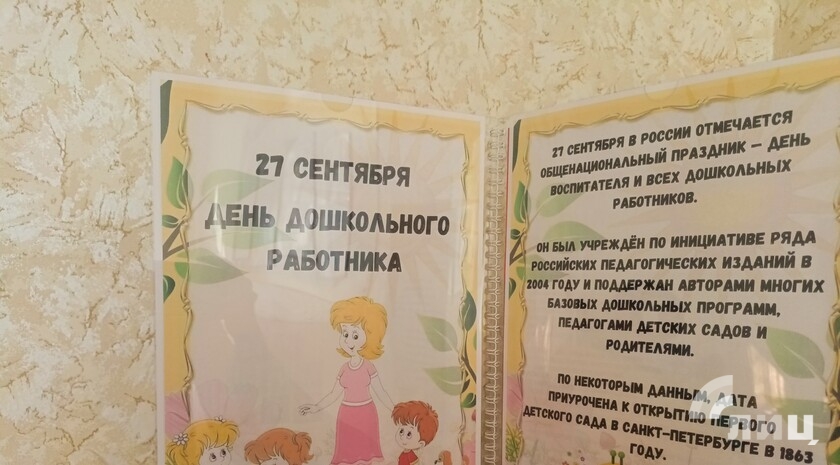 27 СЕНТЯБРЯ
ДЕНЬ ДОШКОЛЬНОГО
РАБОТНИКА
27 СЕНТЯБРЯ В РОССИИ ОТМЕЧАЕТСЯ
ОБЩЕНАЦИОНАЛЬНЫЙ ПРАЗДНИК – ДЕНЬ
ВОСПИТАТЕЛЯ И ВСЕХ ДОШКОЛЬНЫХ
РАБОТНИКОВ.
ОН БЫЛ УЧРЕЖДЁН ПО ИНИЦИАТИВЕ РЯДА
РОССИЙСКИХ ПЕДАГОГИЧЕСКИХ ИЗДАНИЙ В
2004 ГОДУ И ПОДДЕРЖАН АВТОРАМИ МНОГИХ
БАЗОВЫХ ДОШКОЛЬНЫХ ПРОГРАММ,
ПЕДАГОГАМИ ДЕТСКИХ САДОВ И
РОДИТЕЛЯМИ.
ПО НЕКОТОРЫМ ДАННЫМ, ДАТА
ПРИУРОЧЕНА К ОТКРЫТИЮ ПЕРВОГО
ДЕТСКОГО САДА В САНКТ-ПЕТЕРБУРГЕ В 1863
ГОДУ.
ЛИЦ